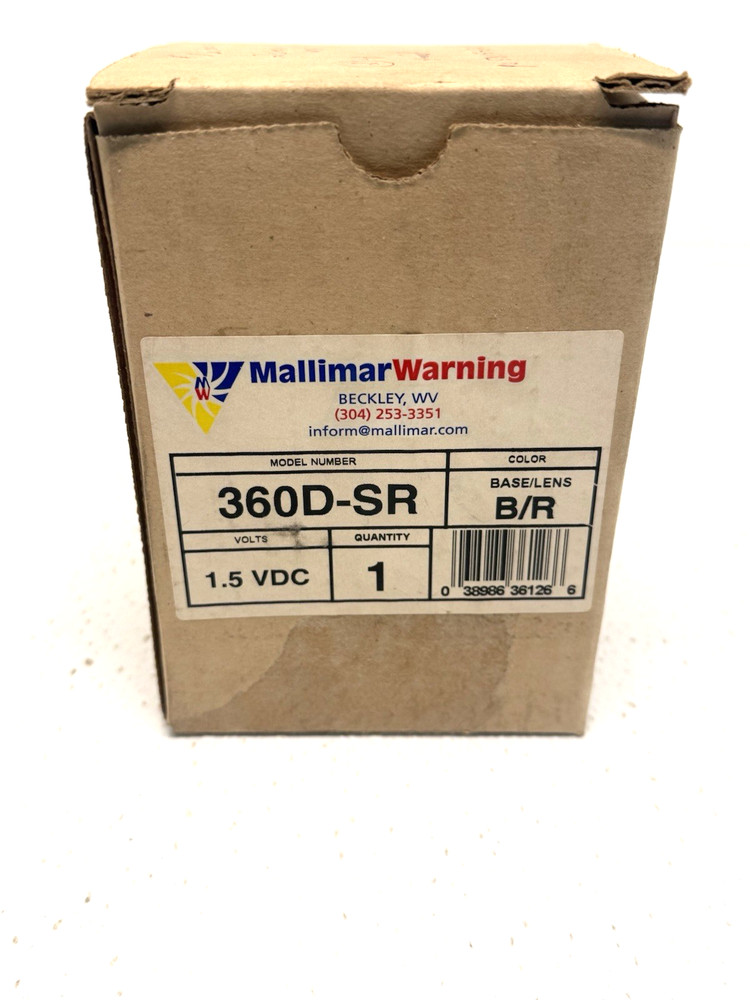 MW
MallimarWarning
BECKLEY, WV
(304) 253-3351
inform@mallimar.com
MODEL NUMBER
360D-SR
COLOR
BASE/LENS
B/R
VOLTS
1.5 VDC
QUANTITY
1
0 38986 36126 6